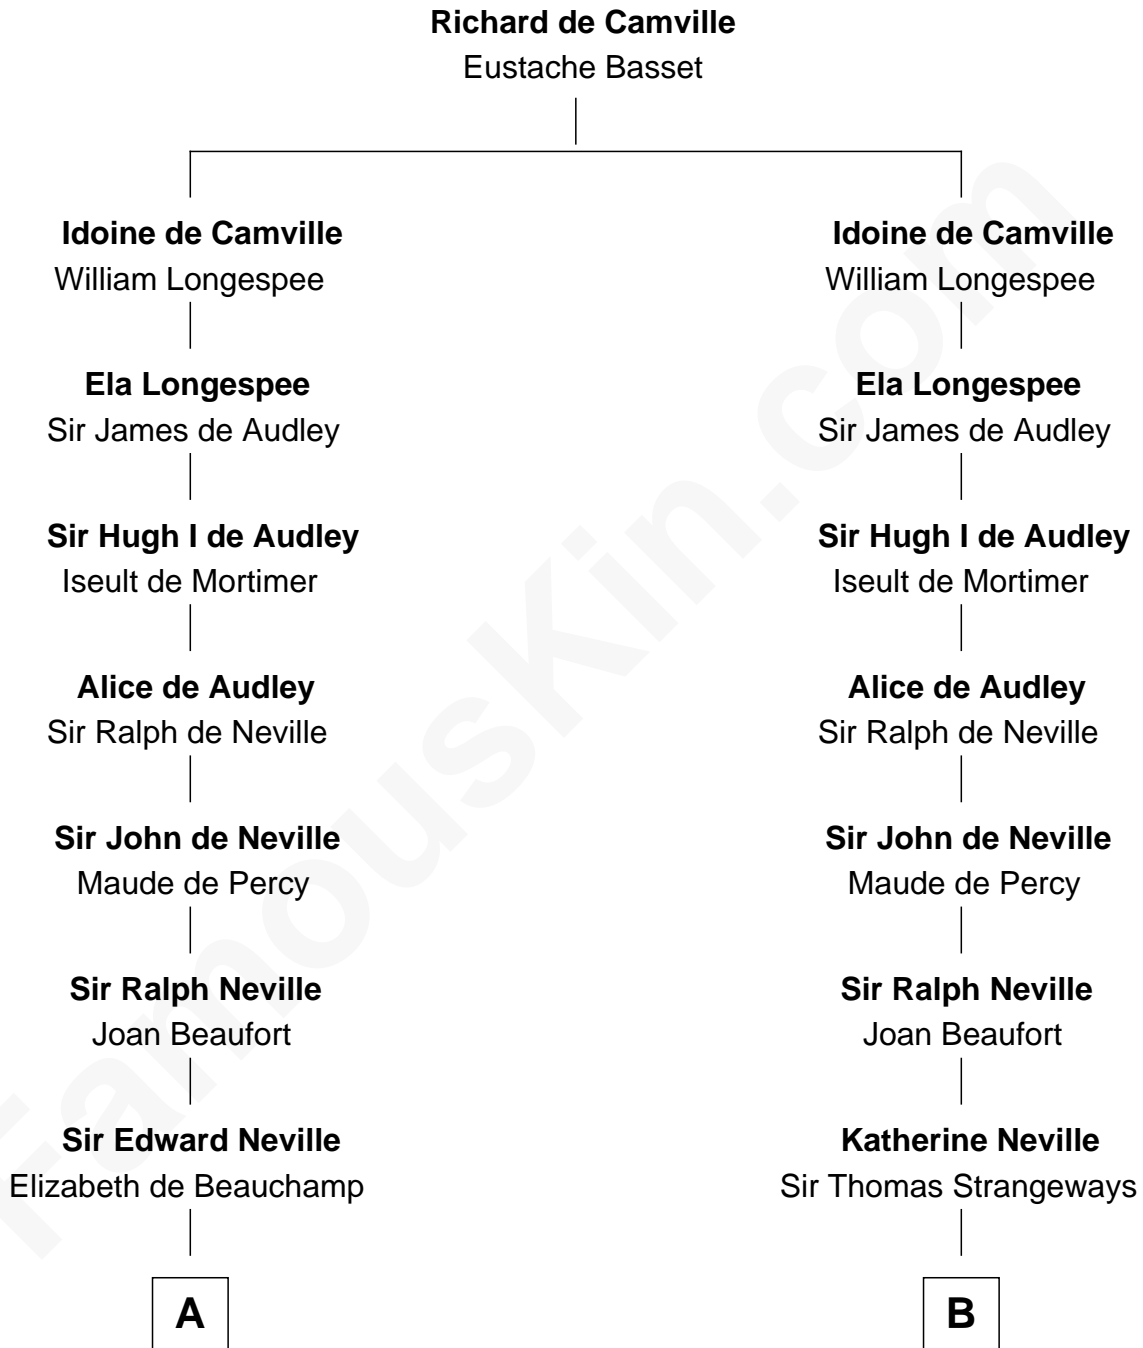 Richard de Camville
Eustache Basset
Idoine de Camville
William Longespee
Idoine de Camville
William Longespee
Ela Longespee
Sir James de Audley
Ela Longespee
Sir James de Audley
Sir Hugh I de Audley
Iseult de Mortimer
Sir Hugh I de Audley
Iseult de Mortimer
Alice de Audley
Sir Ralph de Neville
Alice de Audley
Sir Ralph de Neville
Sir John de Neville
Maude de Percy
Sir John de Neville
Maude de Percy
Sir Ralph Neville
Joan Beaufort
Sir Ralph Neville
Joan Beaufort
Sir Edward Neville
Elizabeth de Beauchamp
Katherine Neville
Sir Thomas Strangeways
A
B
FamousKin.com